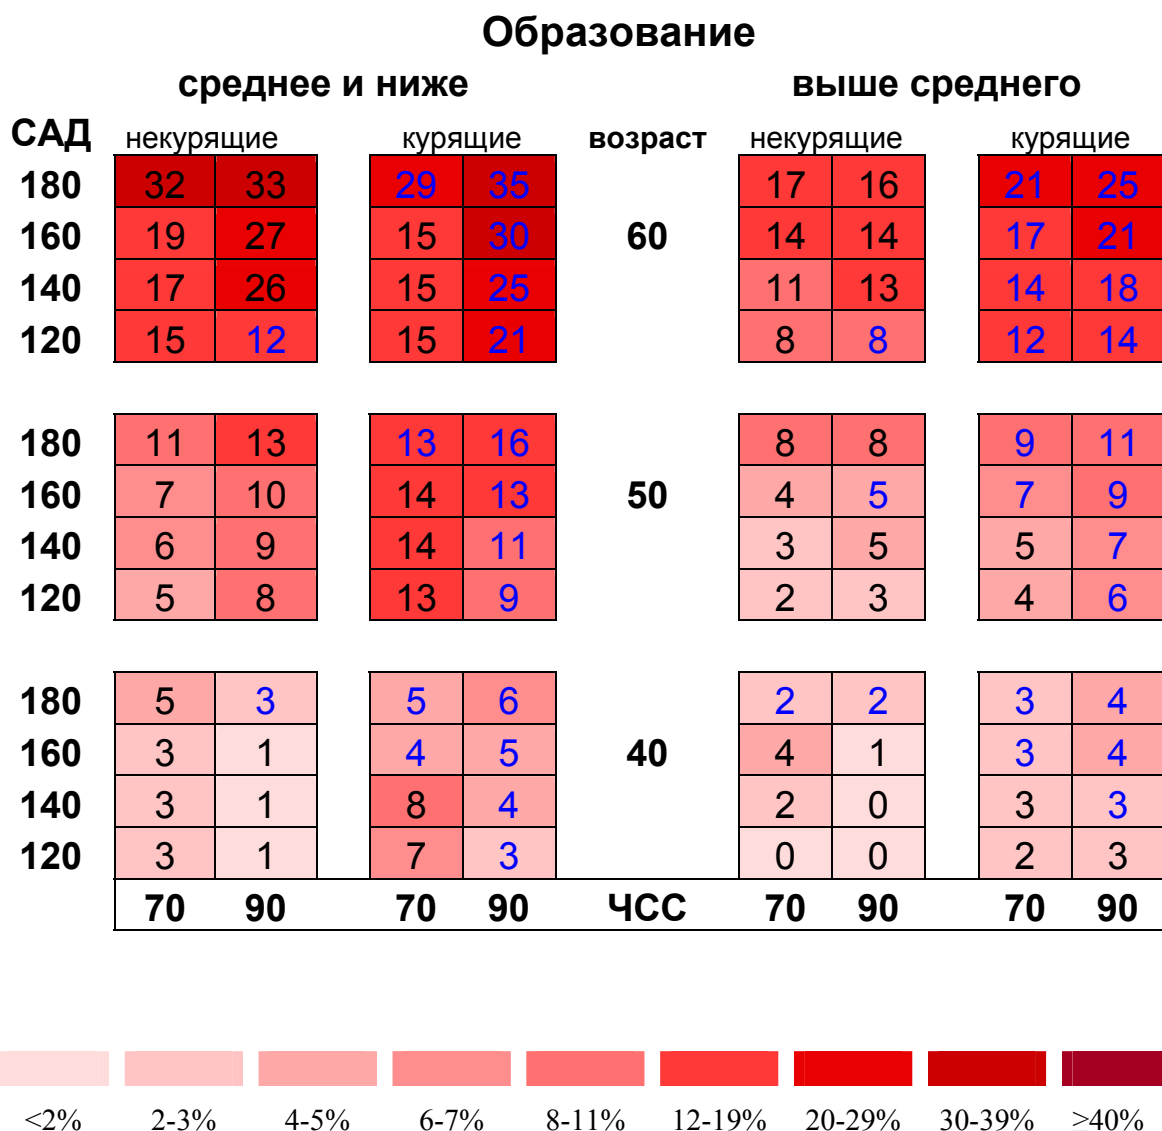 Образование
среднее и ниже выше среднего
САД некурящие курящие возраст некурящие курящие
180 32 33 29 35 17 16 21 25
160 19 27 15 30 60 14 14 17 21
140 17 26 15 25 11 13 14 18
120 15 12 15 21 8 8 12 14
180 11 13 13 16 8 8 9 11
160 7 10 14 13 50 4 5 7 9
140 6 9 14 11 3 5 5 7
120 5 8 13 9 2 3 4 6
180 5 3 5 6 2 2 3 4
160 3 1 4 5 40 4 1 3 4
140 3 1 8 4 2 0 3 3
120 3 1 7 3 0 0 2 3
70 90 70 90 ЧСС 70 90 70 90
<2% 2-3% 4-5% 6-7% 8-11% 12-19% 20-29% 30-39% ≥40%